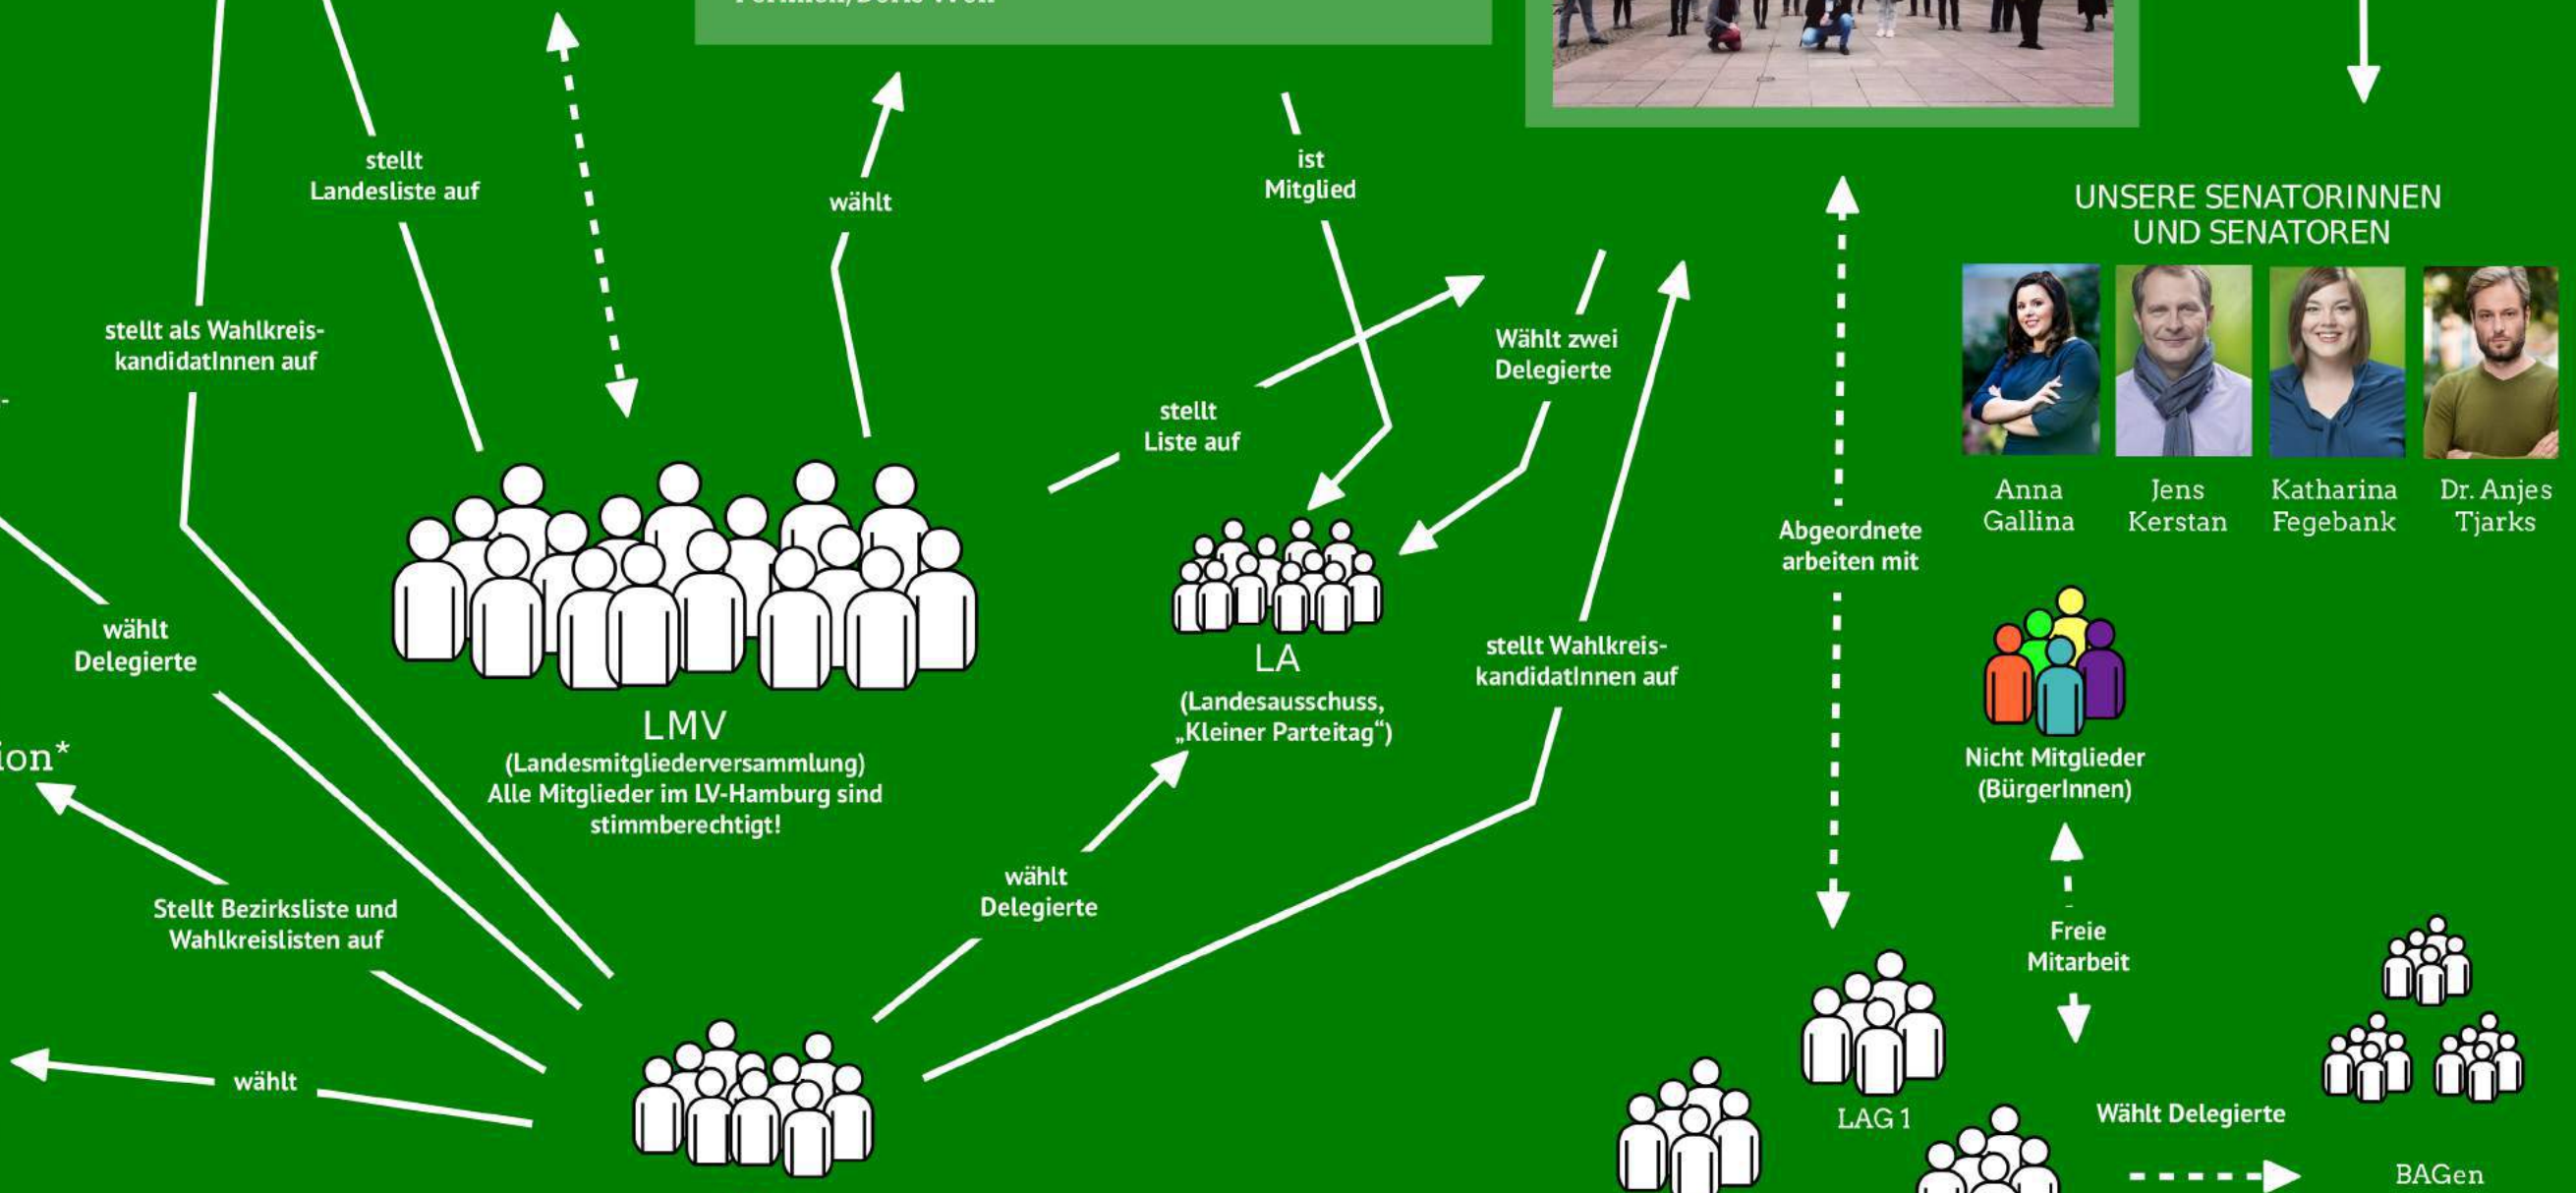 stellt
Landesliste auf
wählt
ist
Mitglied
UNSERE SENATORINNEN
UND SENATOREN
stellt als Wahlkreis-
kandidatInnen auf
Wählt zwei
Delegierte
stellt
Liste auf
Anna
Gallina
Jens
Kerstan
Katharina
Fegebank
Dr. Anjes
Tjarks
Abgeordnete
arbeiten mit
wählt
Delegierte
stellt Wahlkreis-
kandidatInnen auf
LA
(Landesausschuss,
„Kleiner Parteitag“)
LMV
(Landesmitgliederversammlung)
Alle Mitglieder im LV-Hamburg sind
stimmberechtigt!
ion*
Nicht Mitglieder
(BürgerInnen)
wählt
Delegierte
Stellt Bezirksliste und
Wahlkreislisten auf
Freie
Mitarbeit
wählt
LAG 1
Wählt Delegierte
BAGen